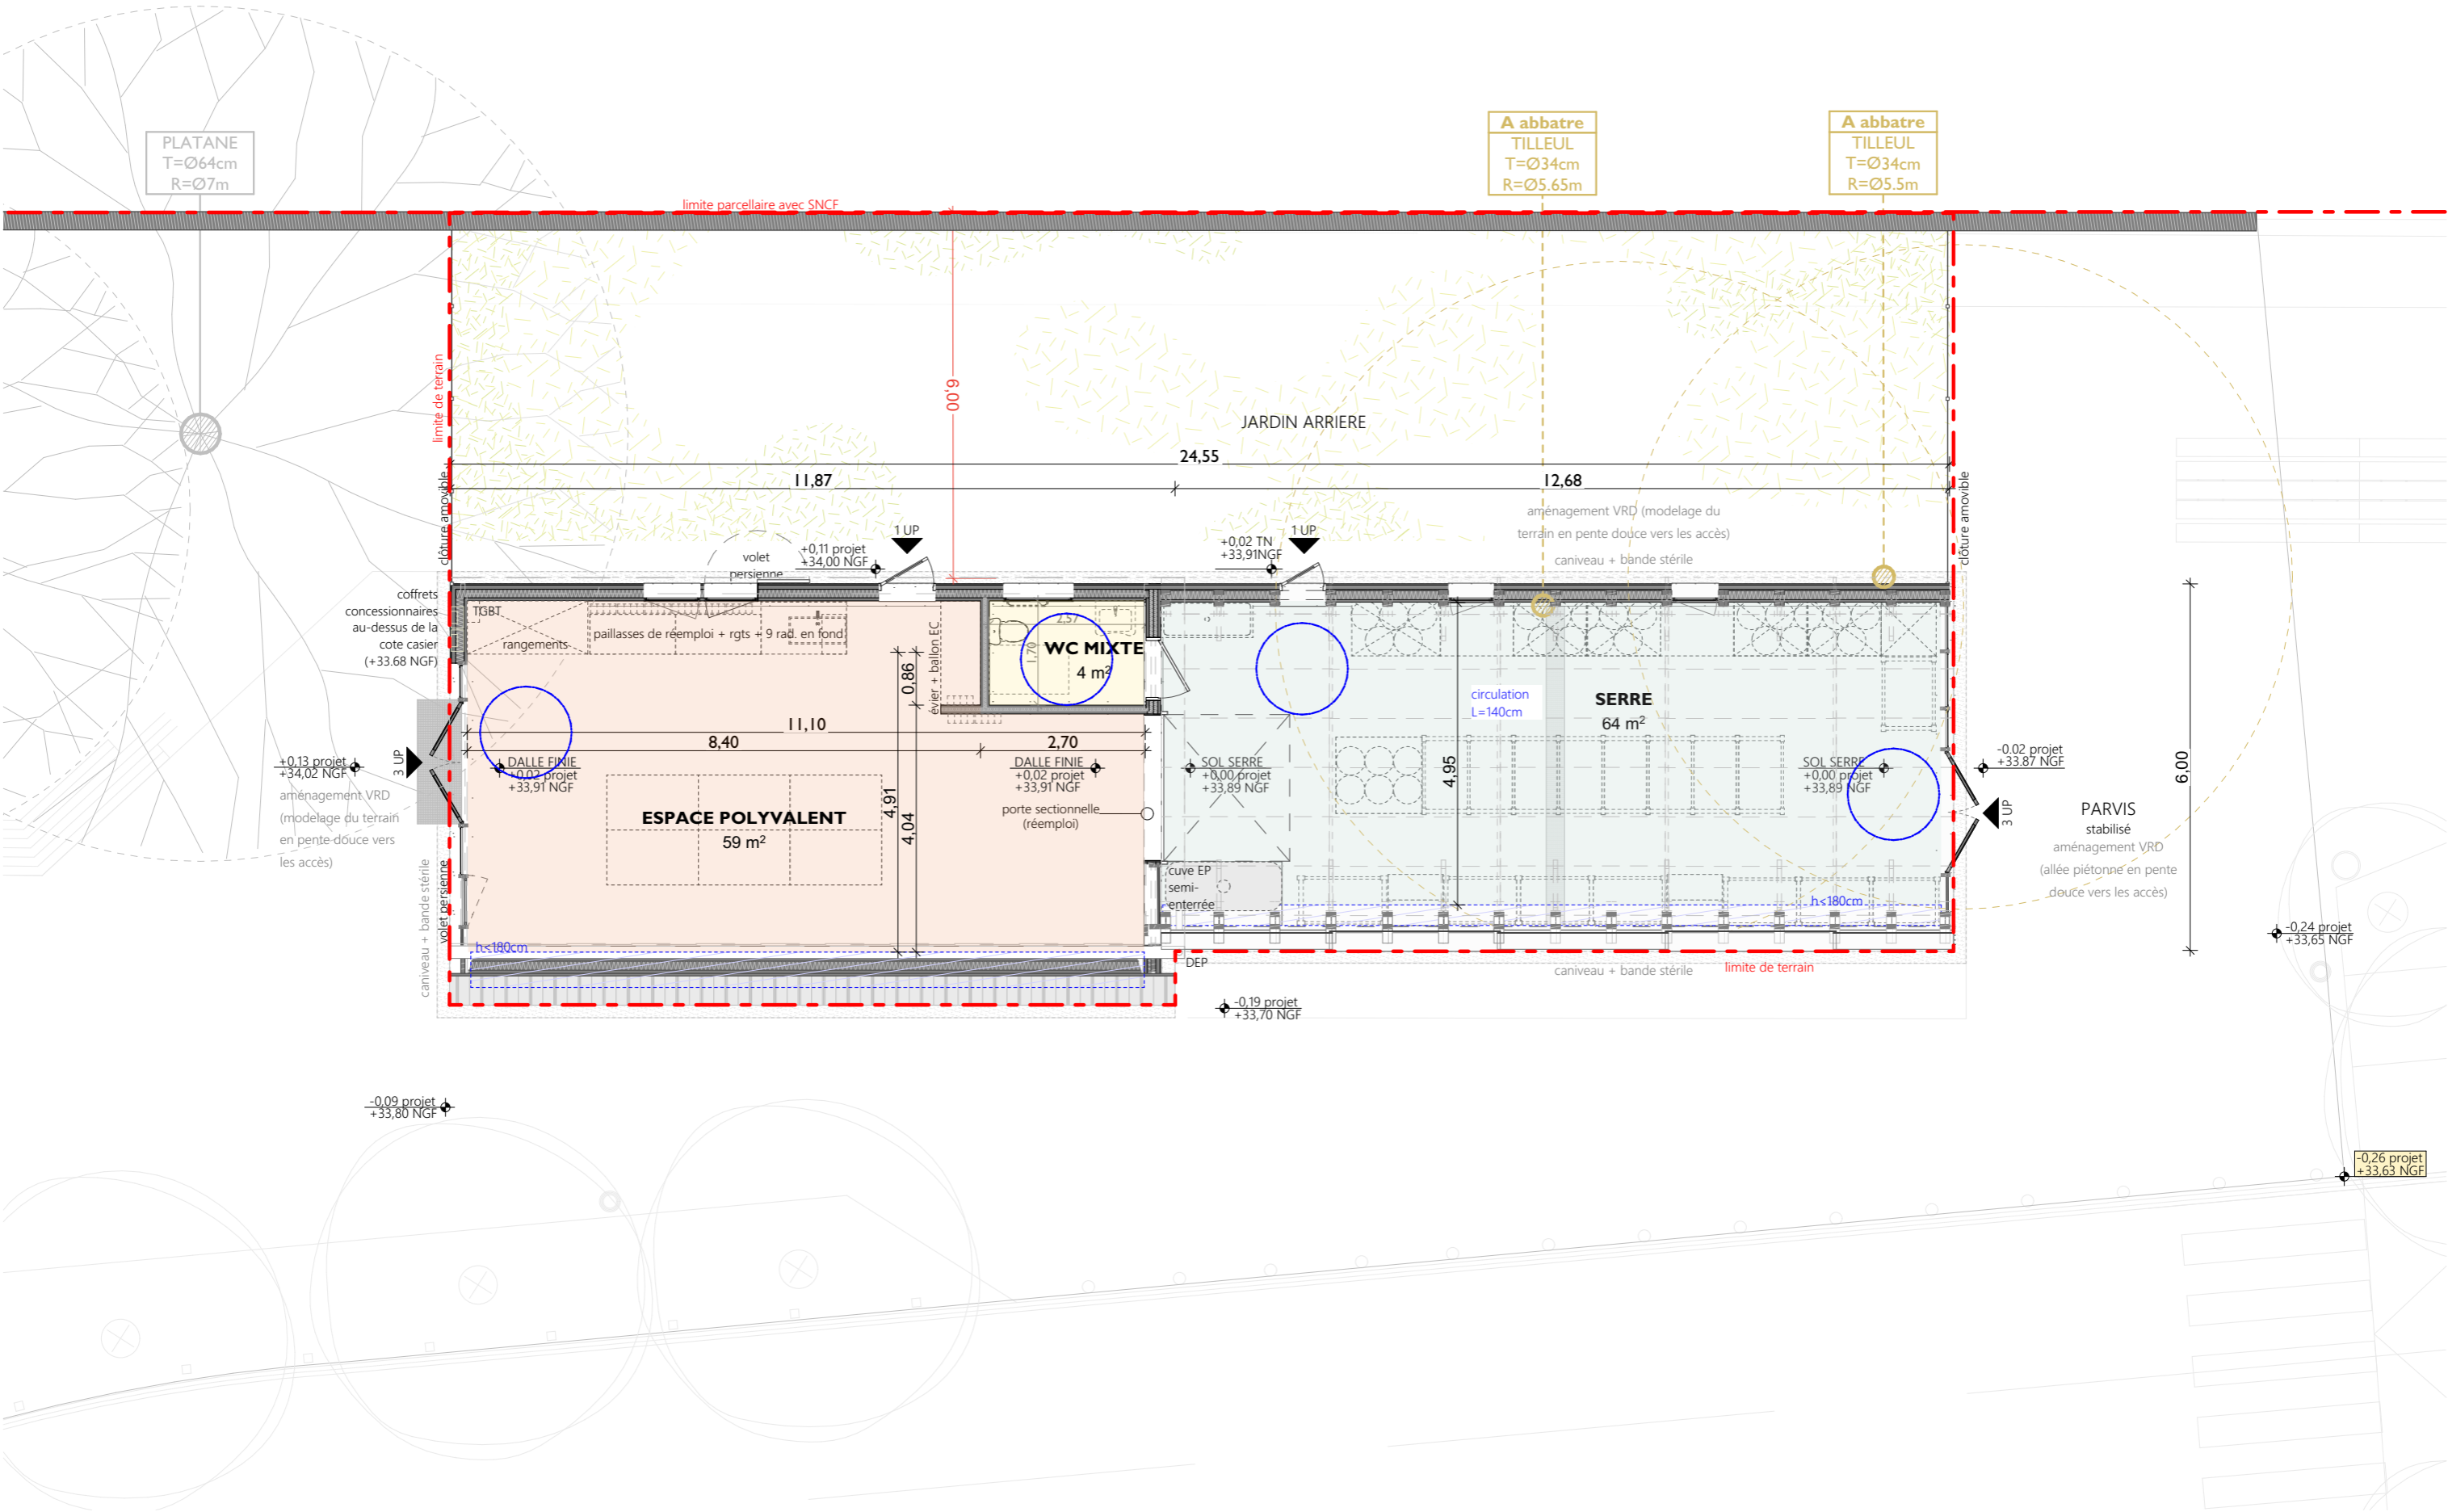 PLATANE
T=Ø64cm
R=Ø7m
A abbatre
TILLEUL
T=Ø34cm
R=Ø5.65m
A abbatre
TILLEUL
T=Ø34cm
R=Ø5.5m
limite parcellaire avec SNCF
limite de terrain
6,00
JARDIN ARRIERE
24,55
11,87
12,68
clôture amovible
clôture amovible
aménagement VRD (modelage du
terrain en pente douce vers les accès)
caniveau + bande stérile
1 UP
1 UP
volet
persienne
+0,11 projet
+34,00 NGF
+0,02 TN
+33,91NGF
coffrets
concessionnaires
au-dessus de la
cote casier
(+33.68 NGF)
TGBT
rangements
paillasses de réemploi + rgts + 9 rad. en fond
évier + ballon EC
2,57
1,70
WC MIXTE
4 m²
0,86
circulation
L=140cm
SERRE
64 m²
11,10
8,40
2,70
3 UP
+0,13 projet
+34,02 NGF
aménagement VRD
(modelage du terrain
en pente douce vers
les accès)
DALLE FINIE
+0,02 projet
+33,91 NGF
DALLE FINIE
+0,02 projet
+33,91 NGF
SOL SERRE
+0,00 projet
+33,89 NGF
4,95
SOL SERRE
+0,00 projet
+33,89 NGF
-0.02 projet
+33.87 NGF
6,00
3 UP
PARVIS
stabilisé
aménagement VRD
(allée piétonne en pente
douce vers les accès)
ESPACE POLYVALENT
59 m²
4,91
4,04
porte sectionnelle
(réemploi)
cuve EP
semi-
enterrée
h<180cm
caniveau + bande stérile
volet persienne
h<180cm
DEP
caniveau + bande stérile
limite de terrain
-0,24 projet
+33,65 NGF
-0,19 projet
+33,70 NGF
-0,09 projet
+33,80 NGF
-0,26 projet
+33,63 NGF